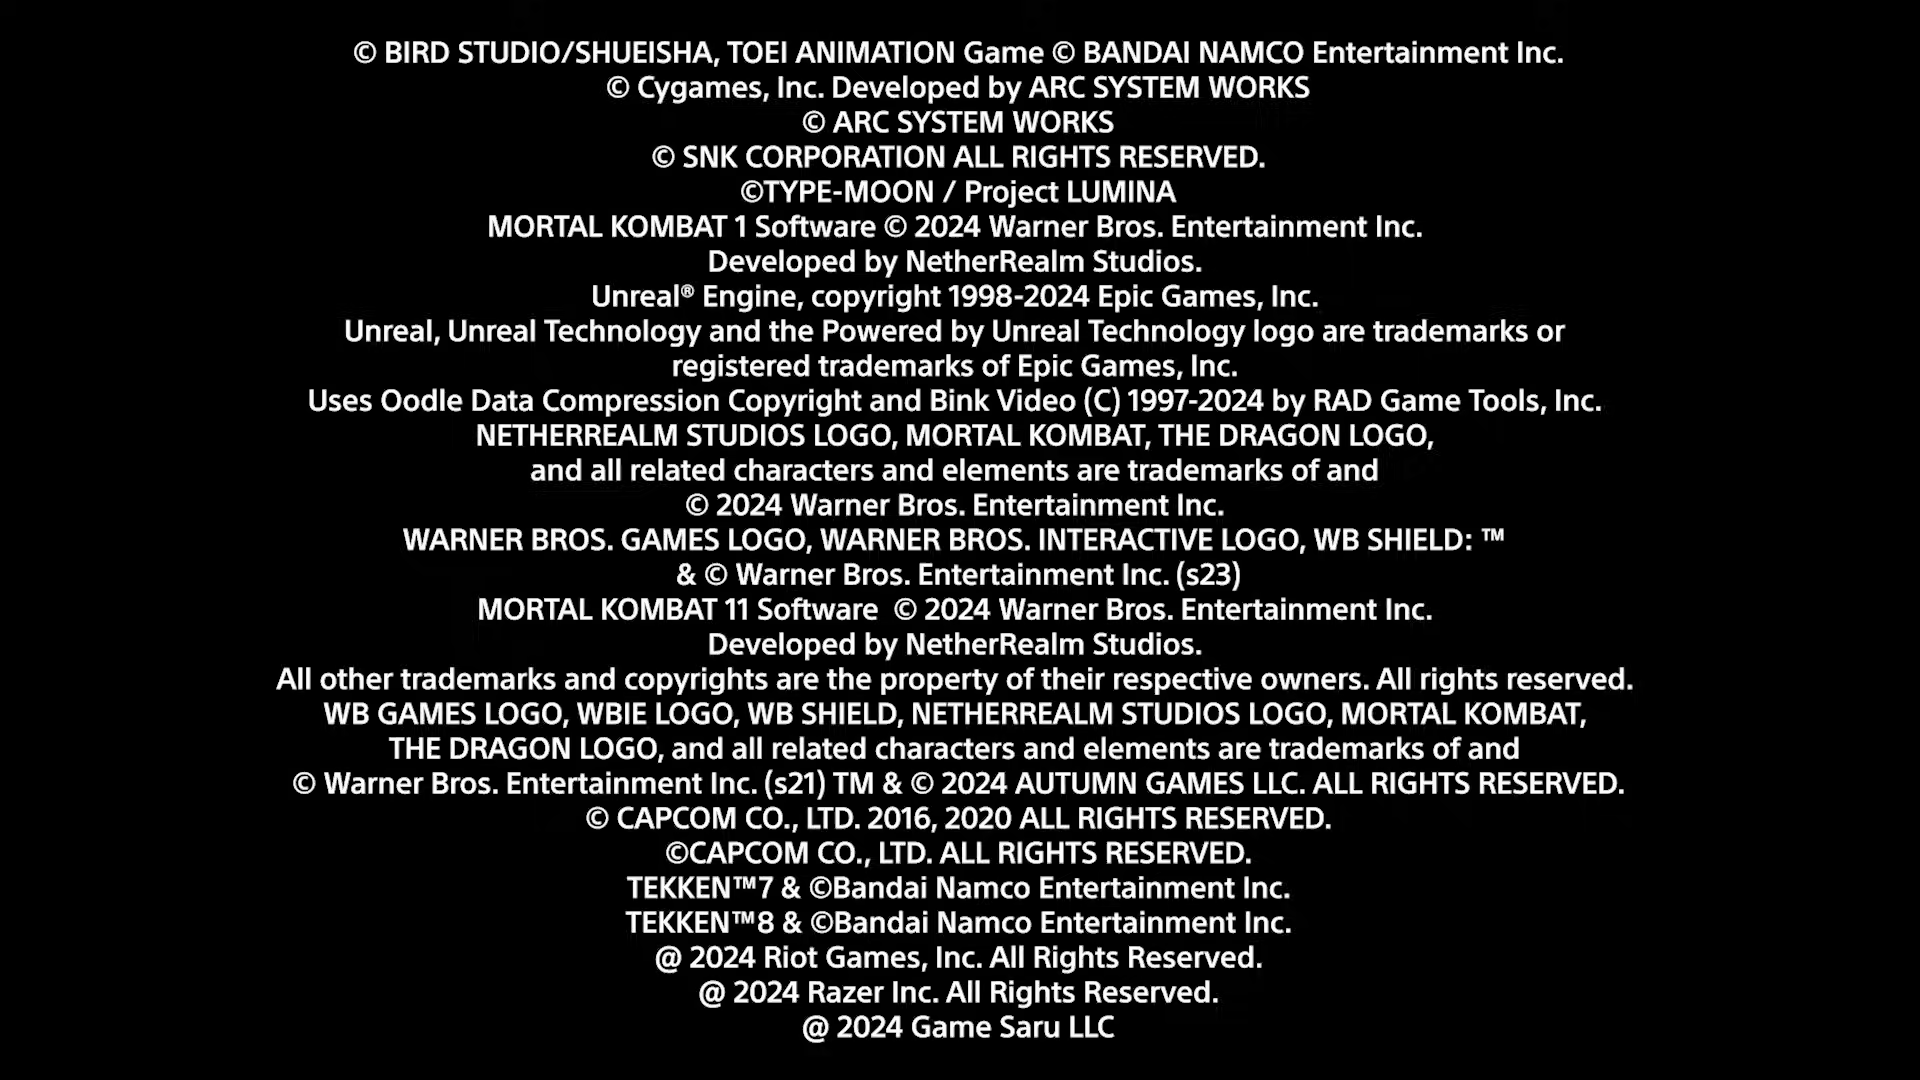 © BIRD STUDIO/SHUEISHA, TOEI ANIMATION Game © BANDAI NAMCO Entertainment Inc.
© Cygames, Inc. Developed by ARC SYSTEM WORKS
© ARC SYSTEM WORKS
© SNK CORPORATION ALL RIGHTS RESERVED.
©TYPE-MOON / Project LUMINA
MORTAL KOMBAT 1 Software © 2024 Warner Bros. Entertainment Inc.
Developed by NetherRealm Studios.
Unreal® Engine, copyright 1998-2024 Epic Games, Inc.
Unreal, Unreal Technology and the Powered by Unreal Technology logo are trademarks or
registered trademarks of Epic Games, Inc.
Uses Oodle Data Compression Copyright and Bink Video (C) 1997-2024 by RAD Game Tools, Inc.
NETHERREALM STUDIOS LOGO, MORTAL KOMBAT, THE DRAGON LOGO,
and all related characters and elements are trademarks of and
© 2024 Warner Bros. Entertainment Inc.
WARNER BROS. GAMES LOGO, WARNER BROS. INTERACTIVE LOGO, WB SHIELD: ™
& © Warner Bros. Entertainment Inc. (s23)
MORTAL KOMBAT 11 Software  © 2024 Warner Bros. Entertainment Inc.
Developed by NetherRealm Studios.
All other trademarks and copyrights are the property of their respective owners. All rights reserved.
WB GAMES LOGO, WBIE LOGO, WB SHIELD, NETHERREALM STUDIOS LOGO, MORTAL KOMBAT,
THE DRAGON LOGO, and all related characters and elements are trademarks of and
© Warner Bros. Entertainment Inc. (s21) TM & © 2024 AUTUMN GAMES LLC. ALL RIGHTS RESERVED.
© CAPCOM CO., LTD. 2016, 2020 ALL RIGHTS RESERVED.
©CAPCOM CO., LTD. ALL RIGHTS RESERVED.
TEKKEN™7 & ©Bandai Namco Entertainment Inc.
TEKKEN™8 & ©Bandai Namco Entertainment Inc.
@ 2024 Riot Games, Inc. All Rights Reserved.
@ 2024 Razer Inc. All Rights Reserved.
@ 2024 Game Saru LLC